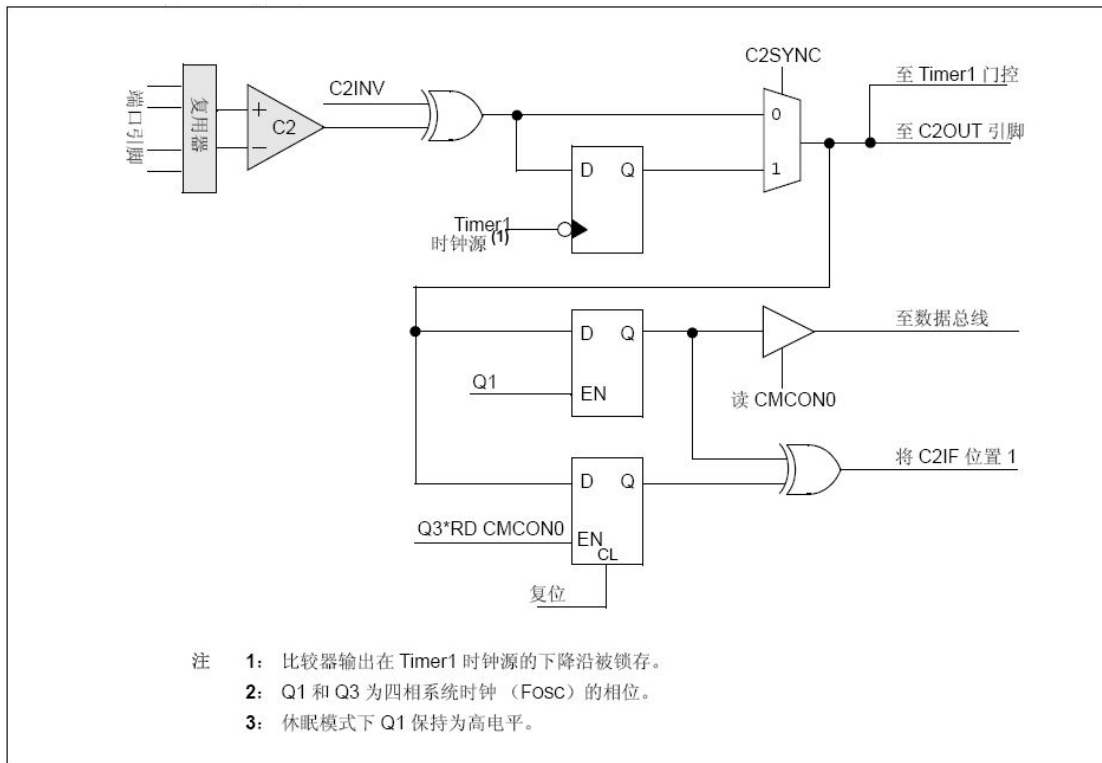 C2SYNC
至 Timer1 门控
C2INV
端口引脚
复用器
+
C2
−
0
至 C2OUT 引脚
D Q
1
Timer1
时钟源 (1)
D Q
至数据总线
Q1
EN
读 CMCON0
将 C2IF 位置 1
D Q
Q3*RD CMCON0
EN
CL
复位
注 1： 比较器输出在 Timer1 时钟源的下降沿被锁存。
2： Q1 和 Q3 为四相系统时钟 （Fosc）的相位。
3： 休眠模式下 Q1 保持为高电平。